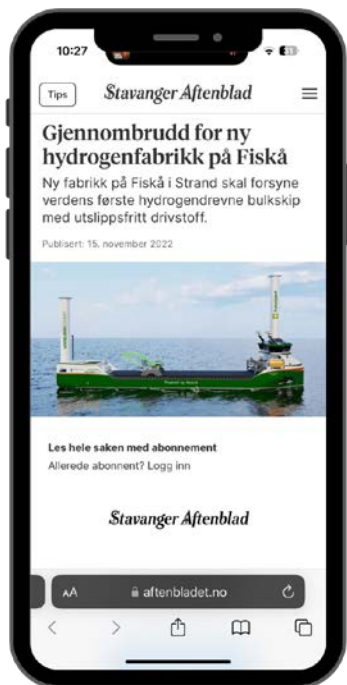 10:27
Tips
Stavanger Aftenblad
Gjennombrudd for ny
hydrogenfabrikk på Fiskå
Ny fabrikk på Fiskå i Strand skal forsyne
verdens første hydrogendrevne bulkskip
med utslippsfritt drivstoff.
Publisert: 15. november 2022
Les hele saken med abonnement
Allerede abonnent? Logg inn
Stavanger Aftenblad
AA
aftenbladet.no